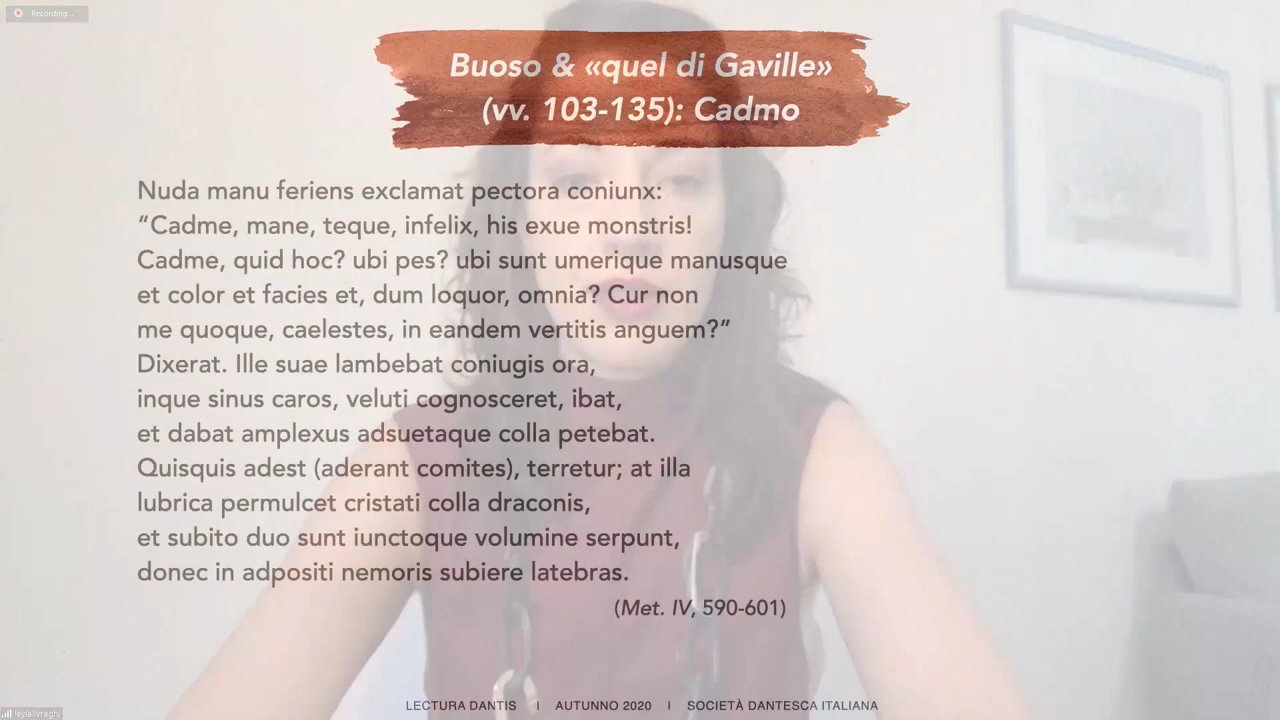 Recording...
Buoso & «quel di Gaville»
(vv. 103-135): Cadmo
Nuda manu feriens exclamat pectora coniunx:
“Cadme, mane, teque, infelix, his exue monstris!
Cadme, quid hoc? ubi pes? ubi sunt umerique manusque
et color et facies et, dum loquor, omnia? Cur non
me quoque, caelestes, in eandem vertitis anguem?”
Dixerat. Ille suae lambebat coniugis ora,
inque sinus caros, veluti cognosceret, ibat,
et dabat amplexus adsuetaque colla petebat.
Quisquis adest (aderant comites), terretur; at illa
lubrica permulcet cristati colla draconis,
et subito duo sunt iunctoque volumine serpunt,
donec in adpositi nemoris subiere latebras.
(Met. IV, 590-601)
leylalivraghi
LECTURA DANTIS | AUTUNNO 2020 | SOCIETÀ DANTESCA ITALIANA